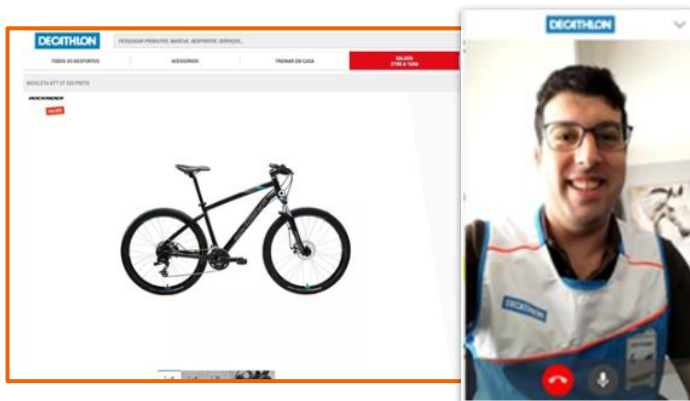 DECATHLON
DECATHLON
PESQUISAR PRODUTOS, MARCAS, DESPORTOS, SERVIÇOS...
TODOS OS DESPORTOS
ACESSÓRIOS
TREINAR EM CASA
SALDOS
BICICLETA BTT ST 520 PRETO
ROCKRIDER
SALDOS
DECATHLON